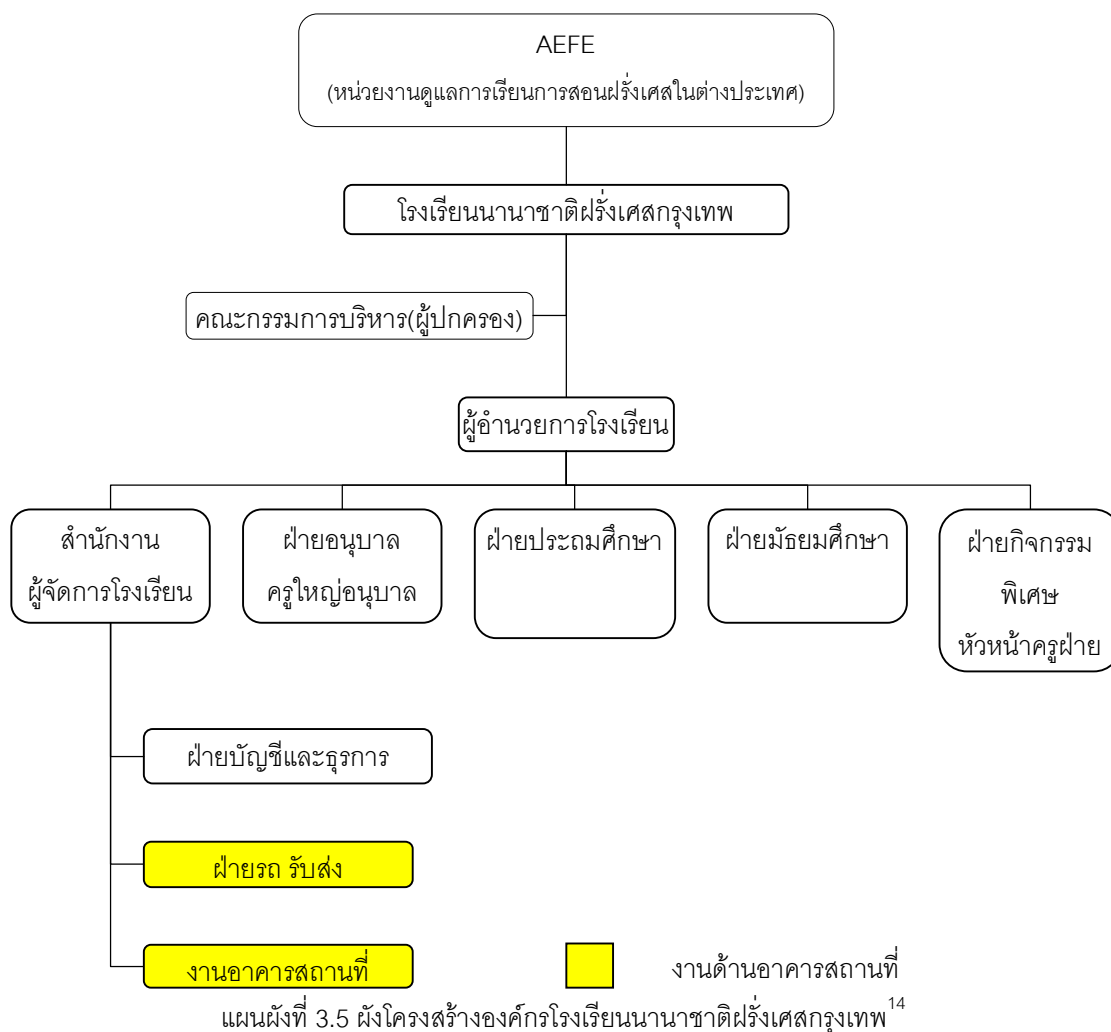 AEFE
(หน่วยงานดูแลการเรียนการสอนฝรั่งเศสในต่างประเทศ)
โรงเรียนนานาชาติฝรั่งเศสกรุงเทพ
คณะกรรมการบริหาร(ผู้ปกครอง)
ผู้อำนวยการโรงเรียน
สำนักงาน
ผู้จัดการโรงเรียน
ฝ่ายอนุบาล
ครูใหญ่อนุบาล
ฝ่ายประถมศึกษา
ฝ่ายมัธยมศึกษา
ฝ่ายกิจกรรม
พิเศษ
หัวหน้าครูฝ่าย
ฝ่ายบัญชีและธุรการ
ฝ่ายรถ รับส่ง
งานอาคารสถานที่
งานด้านอาคารสถานที่
แผนผังที่ 3.5 ผังโครงสร้างองค์กรโรงเรียนนานาชาติฝรั่งเศสกรุงเทพ14